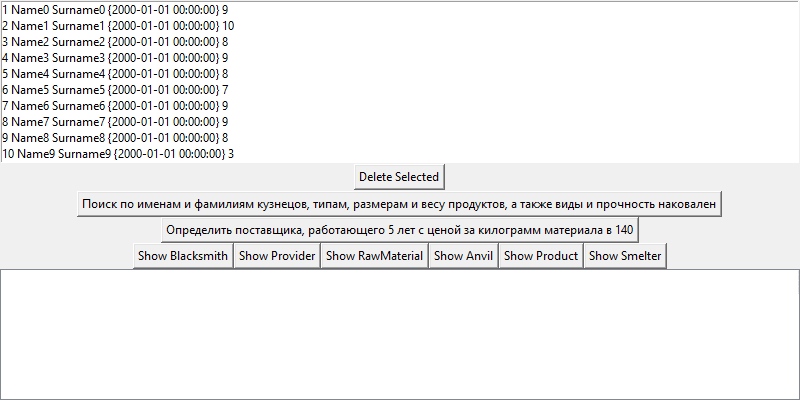 1 Name0 Surname0 {2000-01-01 00:00:00} 9
2 Name1 Surname1 {2000-01-01 00:00:00} 10
3 Name2 Surname2 {2000-01-01 00:00:00} 8
4 Name3 Surname3 {2000-01-01 00:00:00} 9
5 Name4 Surname4 {2000-01-01 00:00:00} 8
6 Name5 Surname5 {2000-01-01 00:00:00} 7
7 Name6 Surname6 {2000-01-01 00:00:00} 9
8 Name7 Surname7 {2000-01-01 00:00:00} 9
9 Name8 Surname8 {2000-01-01 00:00:00} 8
10 Name9 Surname9 {2000-01-01 00:00:00} 3
Delete Selected
Поиск по именам и фамилиям кузнецов, типам, размерам и весу продуктов, а также виды и прочность наковален
Определить поставщика, работающего 5 лет с ценой за килограмм материала в 140
Show Blacksmith Show Provider Show RawMaterial Show Anvil Show Product Show Smelter